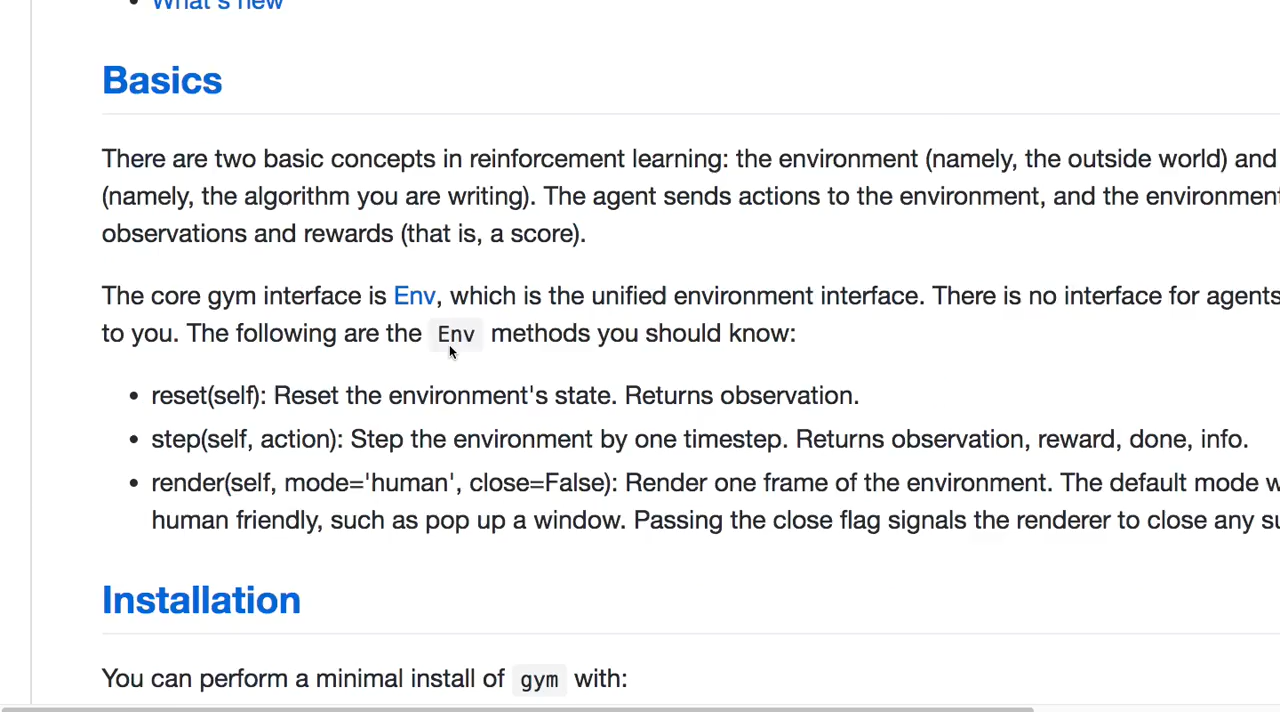 What's new
Basics
There are two basic concepts in reinforcement learning: the environment (namely, the outside world) and
(namely, the algorithm you are writing). The agent sends actions to the environment, and the environment
observations and rewards (that is, a score).
The core gym interface is Env, which is the unified environment interface. There is no interface for agents
to you. The following are the Env methods you should know:
• reset(self): Reset the environment's state. Returns observation.
• step(self, action): Step the environment by one timestep. Returns observation, reward, done, info.
• render(self, mode='human', close=False): Render one frame of the environment. The default mode w
human friendly, such as pop up a window. Passing the close flag signals the renderer to close any su
Installation
You can perform a minimal install of gym with: